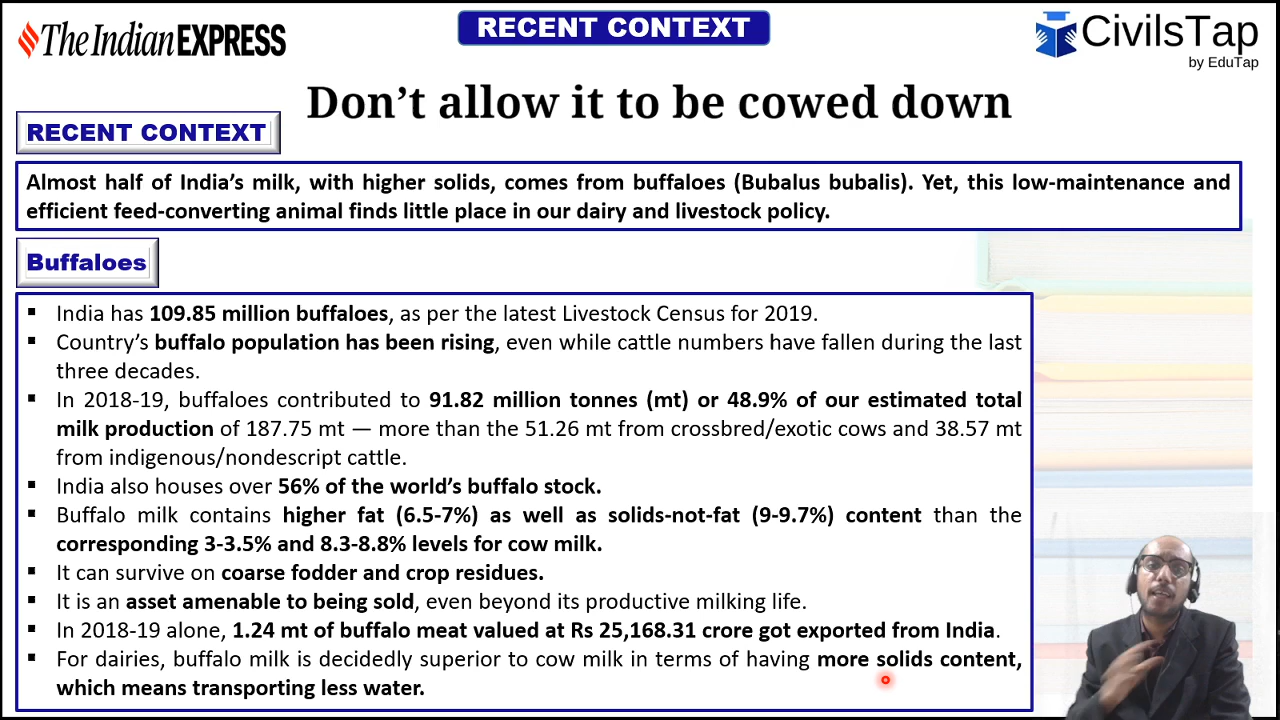 The Indian EXPRESS
RECENT CONTEXT
CivilsTap
by EduTap
Don’t allow it to be cowed down
RECENT CONTEXT
Almost half of India’s milk, with higher solids, comes from buffaloes (Bubalus bubalis). Yet, this low-maintenance and
efficient feed-converting animal finds little place in our dairy and livestock policy.
Buffaloes
▪ India has 109.85 million buffaloes, as per the latest Livestock Census for 2019.
▪ Country’s buffalo population has been rising, even while cattle numbers have fallen during the last
three decades.
▪ In 2018-19, buffaloes contributed to 91.82 million tonnes (mt) or 48.9% of our estimated total
milk production of 187.75 mt — more than the 51.26 mt from crossbred/exotic cows and 38.57 mt
from indigenous/nondescript cattle.
▪ India also houses over 56% of the world’s buffalo stock.
▪ Buffalo milk contains higher fat (6.5-7%) as well as solids-not-fat (9-9.7%) content than the
corresponding 3-3.5% and 8.3-8.8% levels for cow milk.
▪ It can survive on coarse fodder and crop residues.
▪ It is an asset amenable to being sold, even beyond its productive milking life.
▪ In 2018-19 alone, 1.24 mt of buffalo meat valued at Rs 25,168.31 crore got exported from India.
▪ For dairies, buffalo milk is decidedly superior to cow milk in terms of having more solids content,
which means transporting less water.